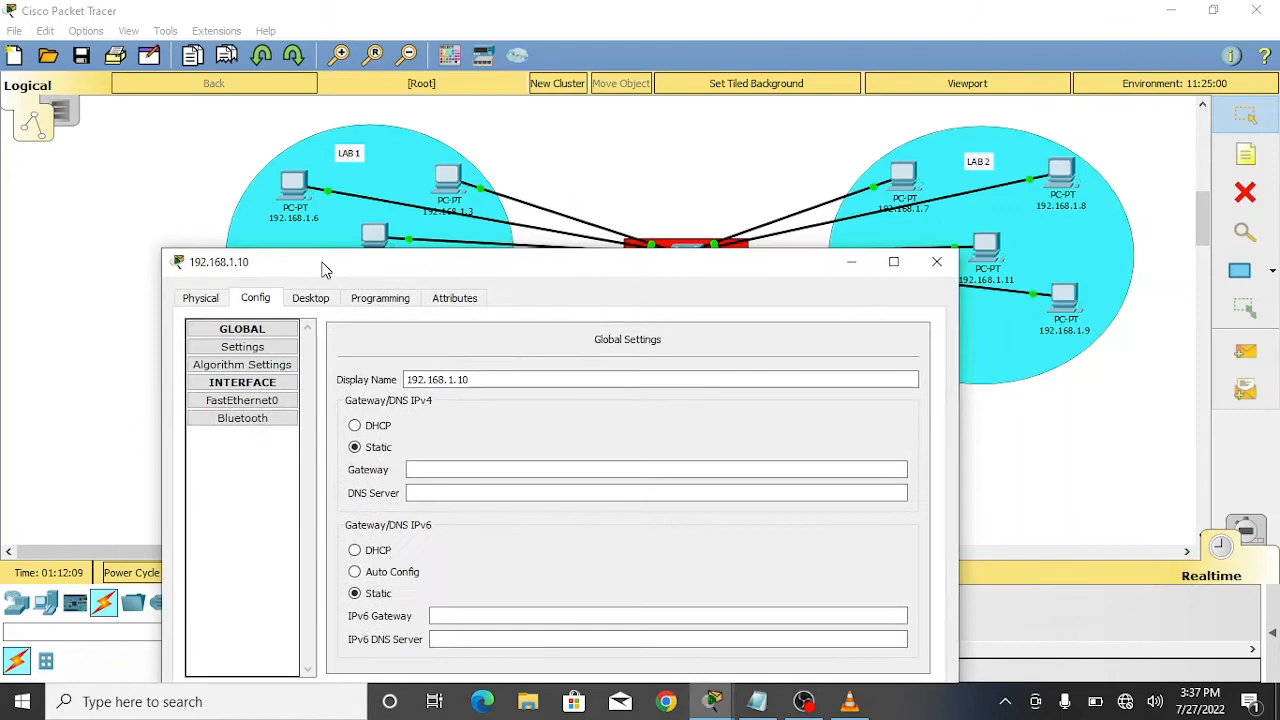 Cisco Packet Tracer
File Edit Options View Tools Extensions Help
Logical Back [Root] New Cluster Move Object Set Tiled Background Viewport Environment: 11:25:00
LAB 1
LAB 2
PC-PT
192.168.1.6
PC-PT
192.168.1.3
PC-PT
192.168.1.7
PC-PT
192.168.1.8
PC-PT
192.168.1.11
PC-PT
192.168.1.9
192.168.1.10
Physical Config Desktop Programming Attributes
GLOBAL
Settings
Algorithm Settings
INTERFACE
FastEthernet0
Bluetooth
Global Settings
Display Name 192.168.1.10
Gateway/DNS IPv4
DHCP
Static
Gateway
DNS Server
Gateway/DNS IPv6
DHCP
Auto Config
Static
IPv6 Gateway
IPv6 DNS Server
Time: 01:12:09 Power Cycle
Realtime
Type here to search
3:37 PM
7/27/2022